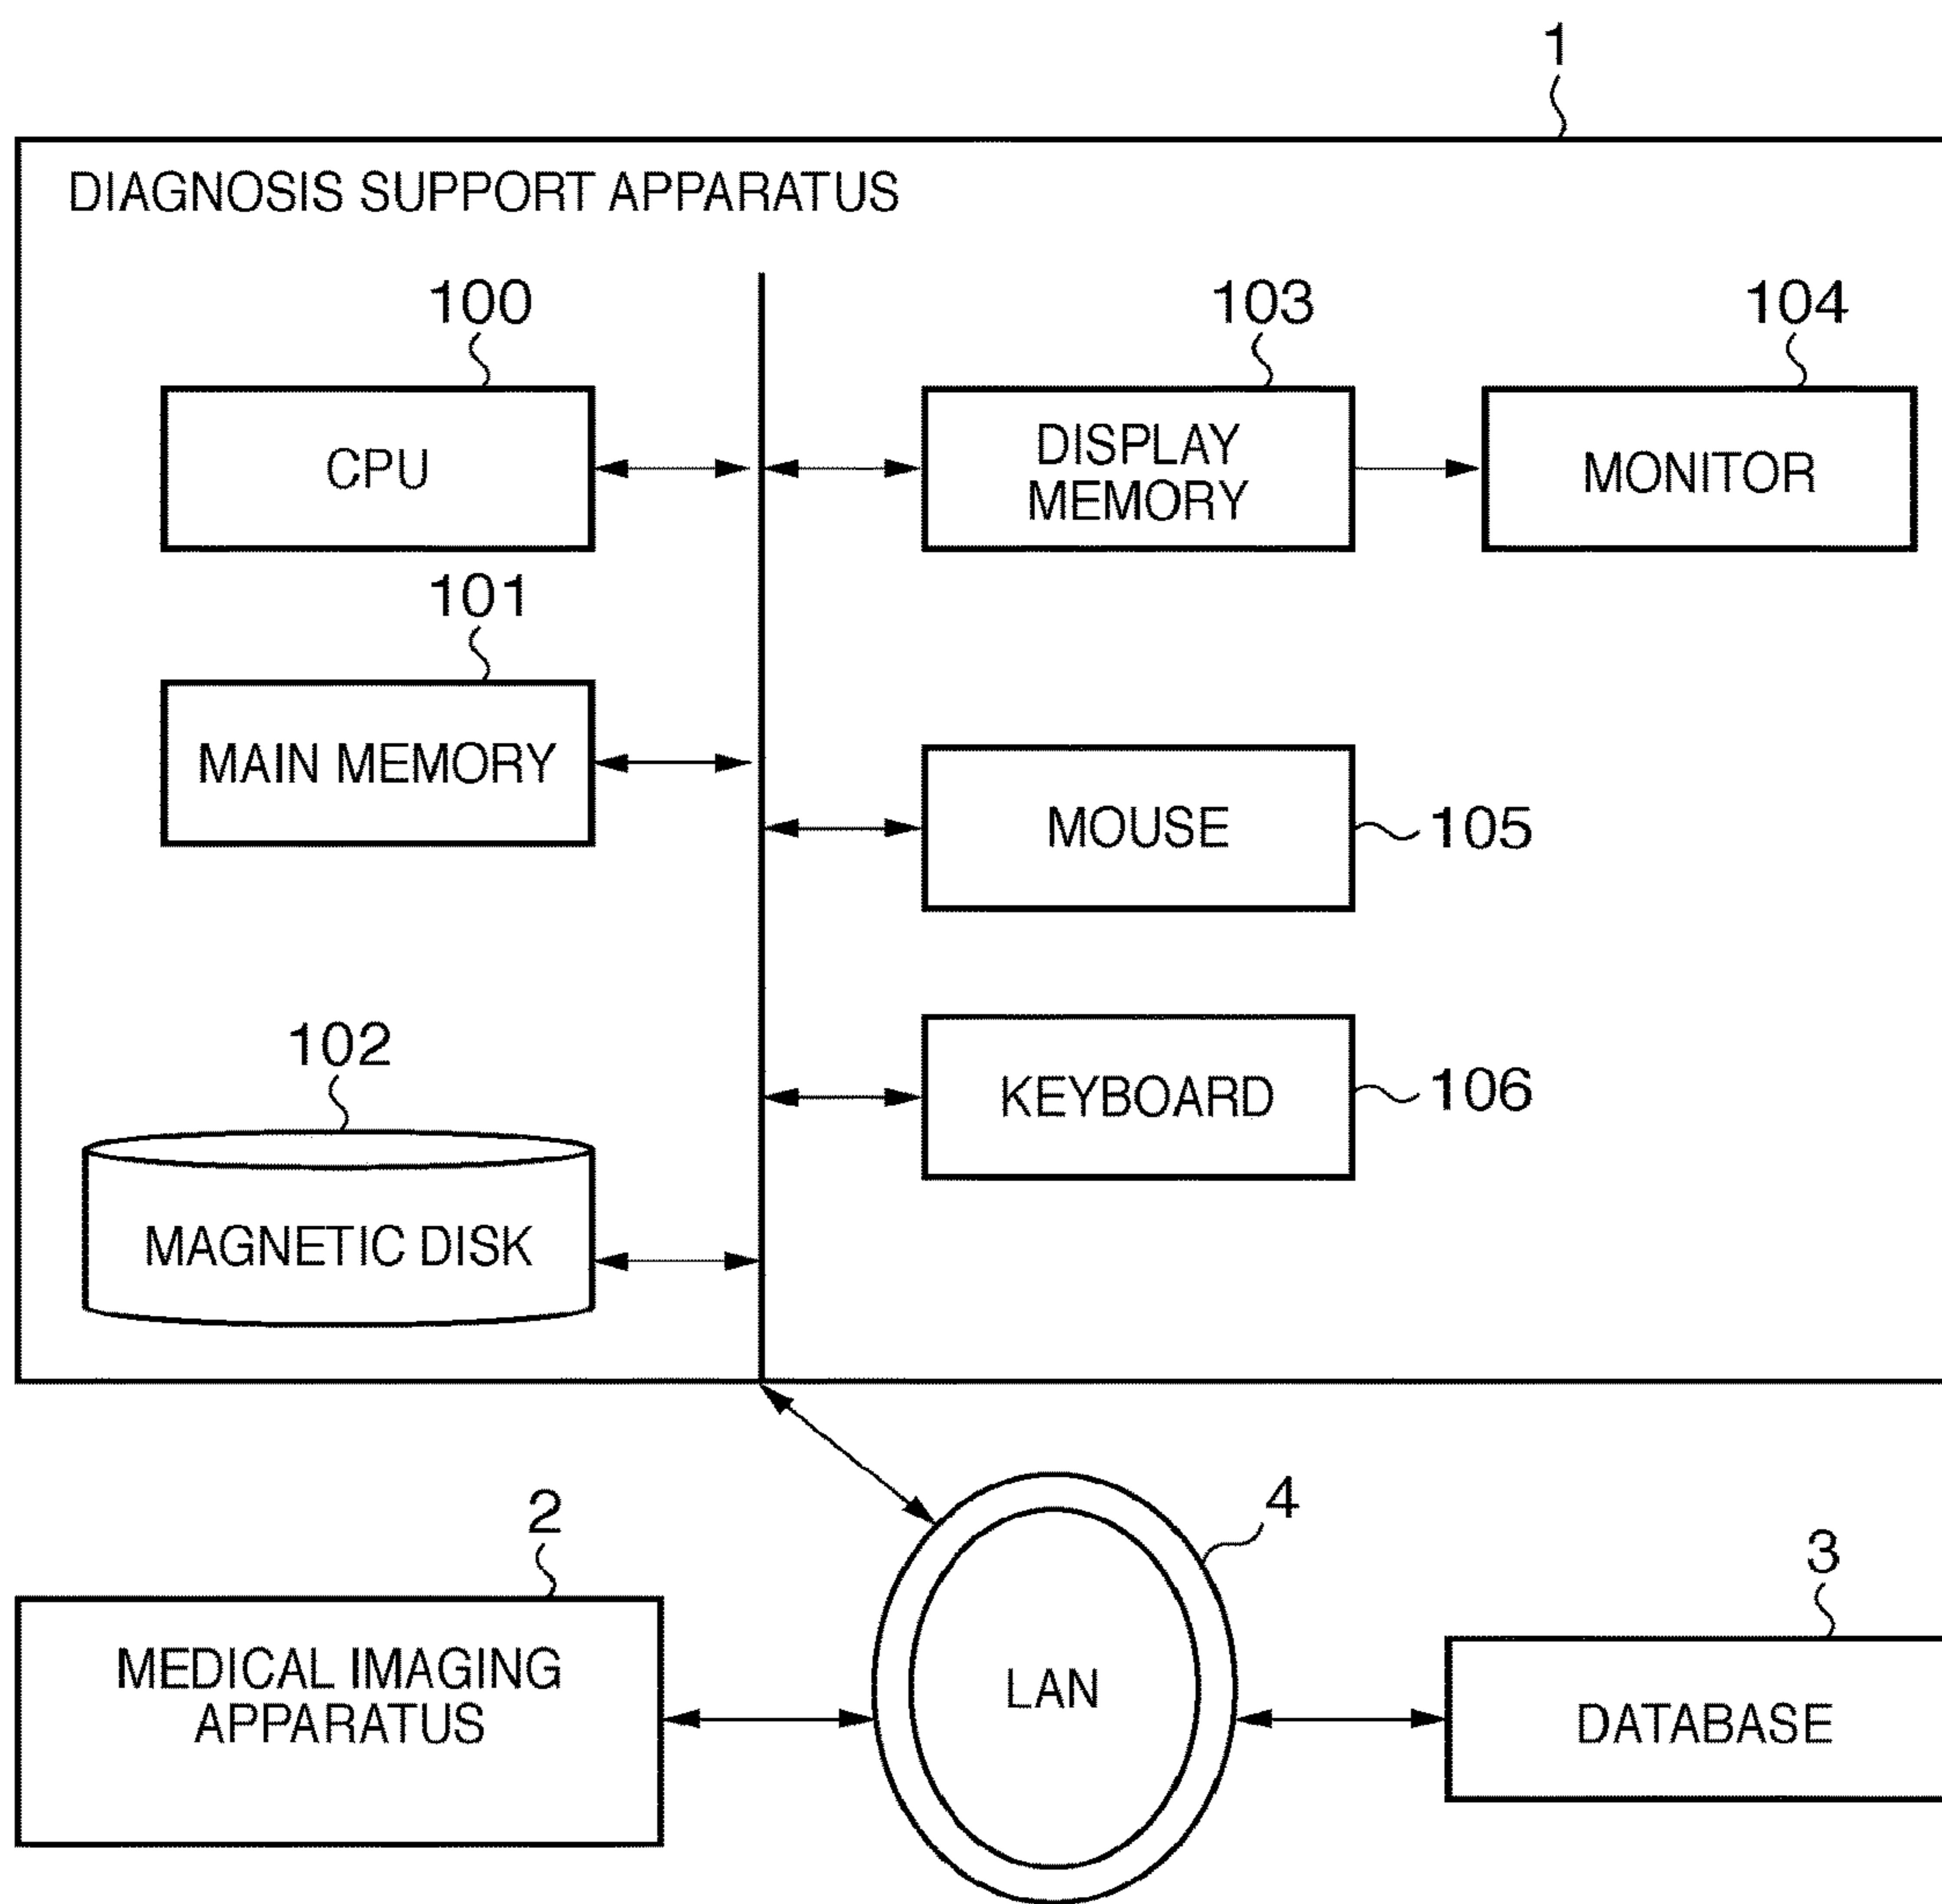 1
DIAGNOSIS SUPPORT APPARATUS
100
103
104
CPU
DISPLAY
MEMORY
MONITOR
101
MAIN MEMORY
MOUSE
105
102
KEYBOARD
106
MAGNETIC DISK
2
4
3
MEDICAL IMAGING
APPARATUS
LAN
DATABASE